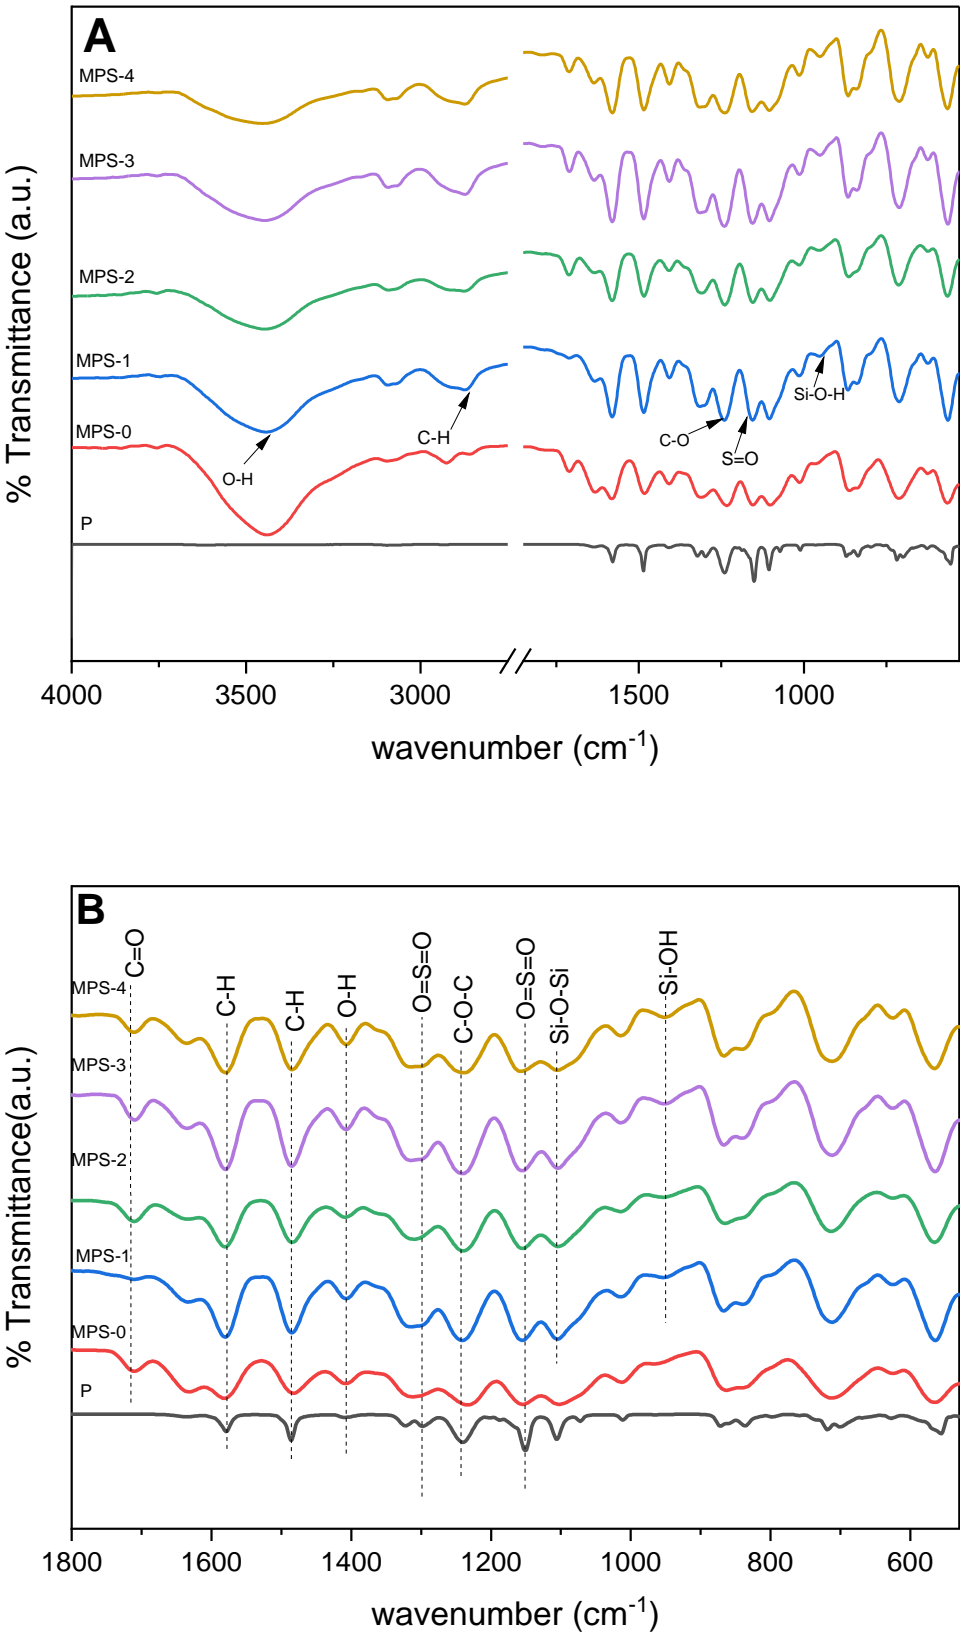 A
MPS-4
MPS-3
MPS-2
MPS-1
MPS-0
P
O-H
C-H
C-O
S=O
Si-O-H
% Transmittance (a.u.)
4000 3500 3000 1500 1000
wavenumber (cm-1)
B
C=O
C-H
C-H
O-H
O=S=O
C-O-C
O=S=O
Si-O-Si
Si-OH
MPS-4
MPS-3
MPS-2
MPS-1
MPS-0
P
% Transmittance(a.u.)
1800 1600 1400 1200 1000 800 600
wavenumber (cm-1)